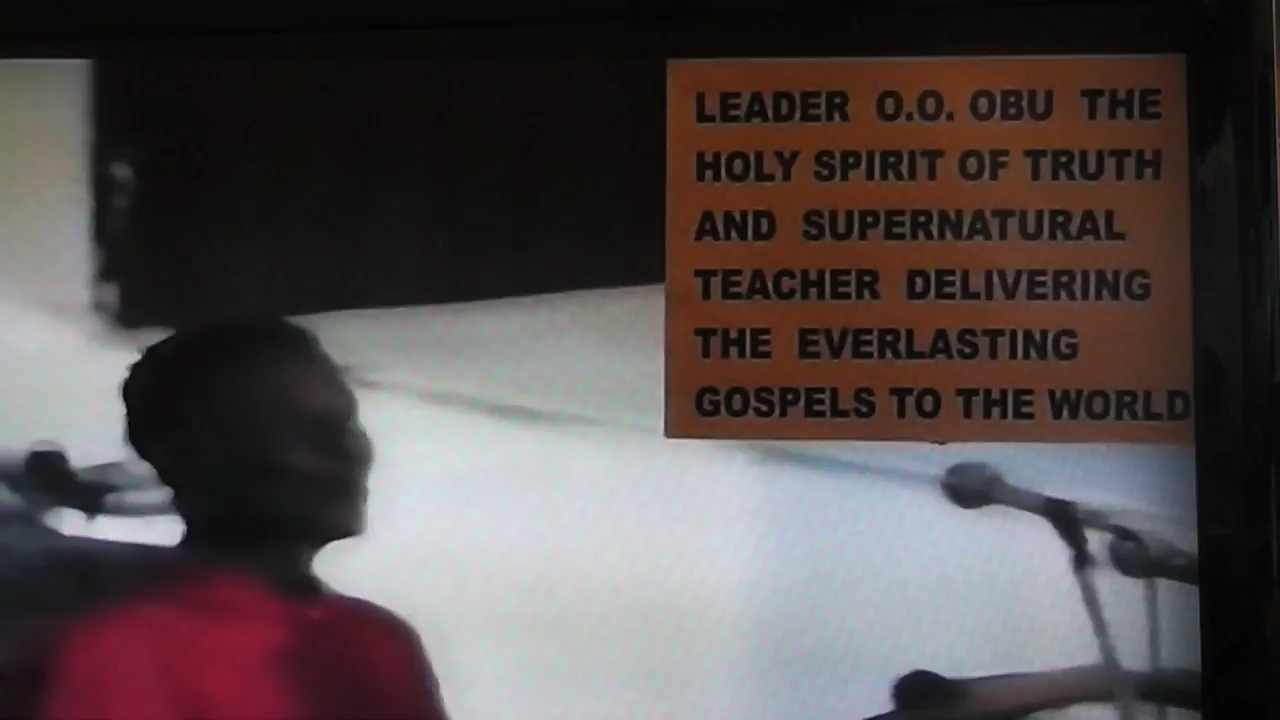 LEADER O.O. OBU THE
HOLY SPIRIT OF TRUTH
AND SUPERNATURAL
TEACHER DELIVERING
THE EVERLASTING
GOSPELS TO THE WORLD